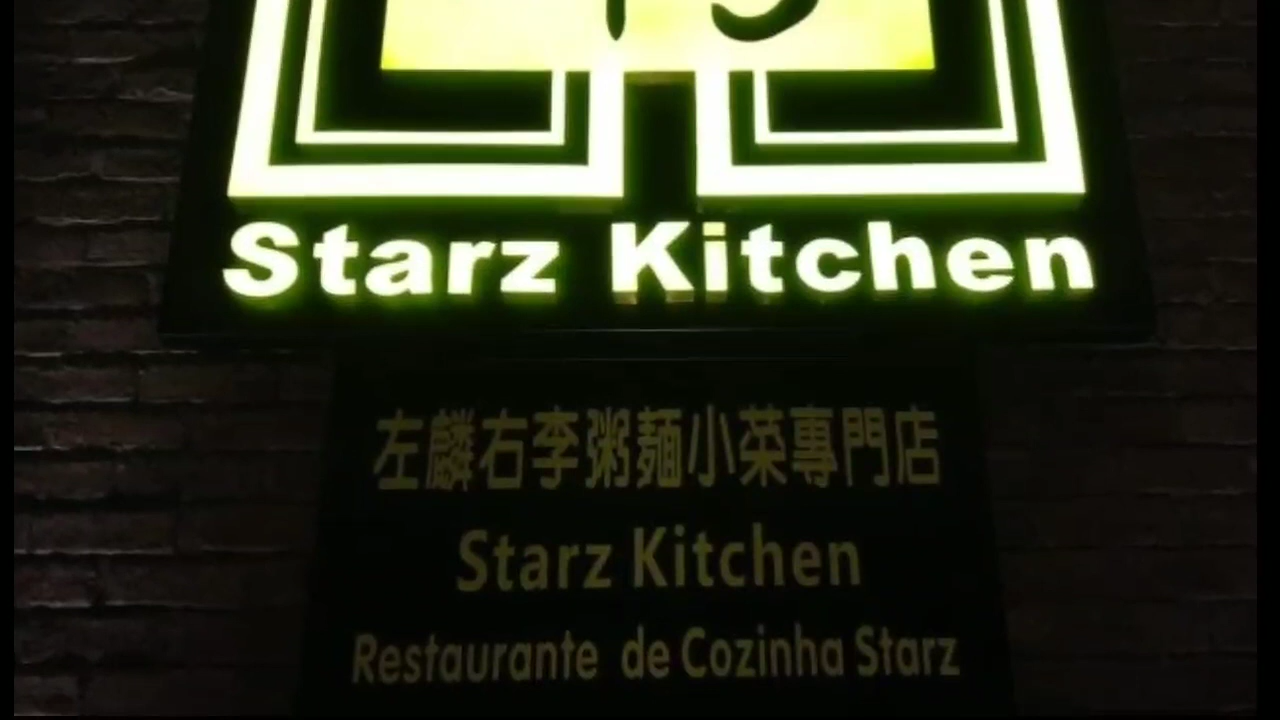 Starz Kitchen
左麟右李粥麵小菜專門店
Starz Kitchen
Restaurante de Cozinha Starz